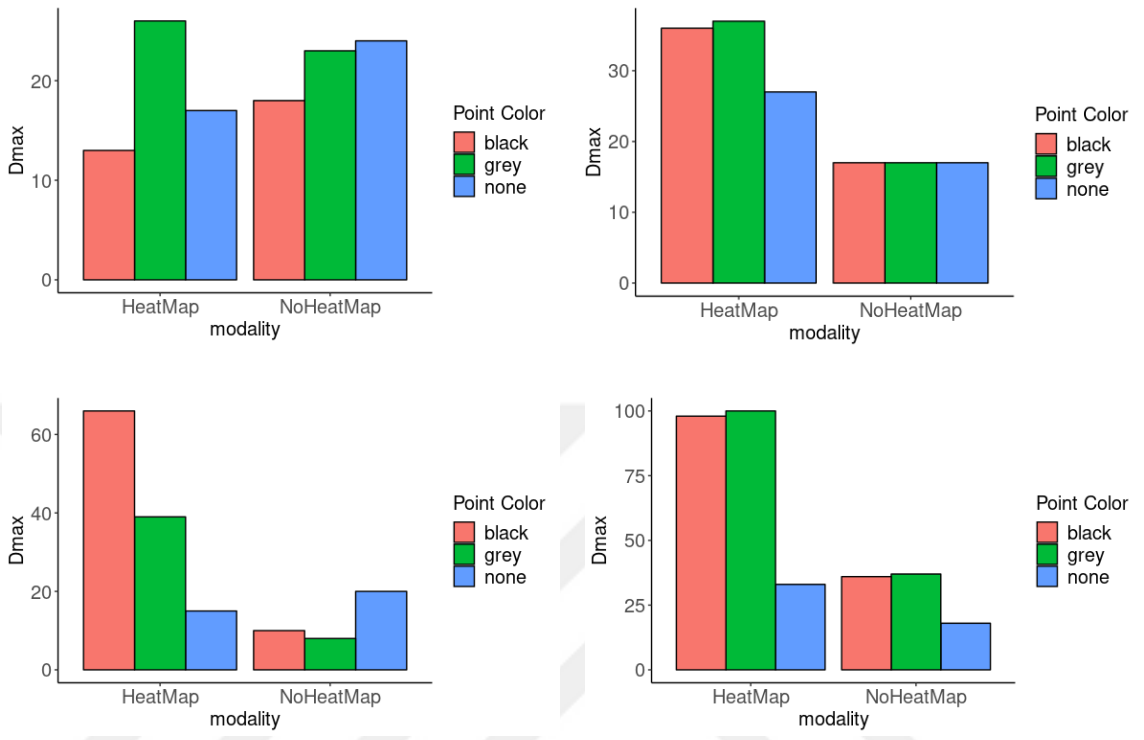 Dmax
20
10
0
HeatMap
NoHeatMap
modality
Point Color
black
grey
none
Dmax
30
20
10
0
HeatMap
NoHeatMap
modality
Point Color
black
grey
none
Dmax
60
40
20
0
HeatMap
NoHeatMap
modality
Point Color
black
grey
none
Dmax
100
75
50
25
0
HeatMap
NoHeatMap
modality
Point Color
black
grey
none